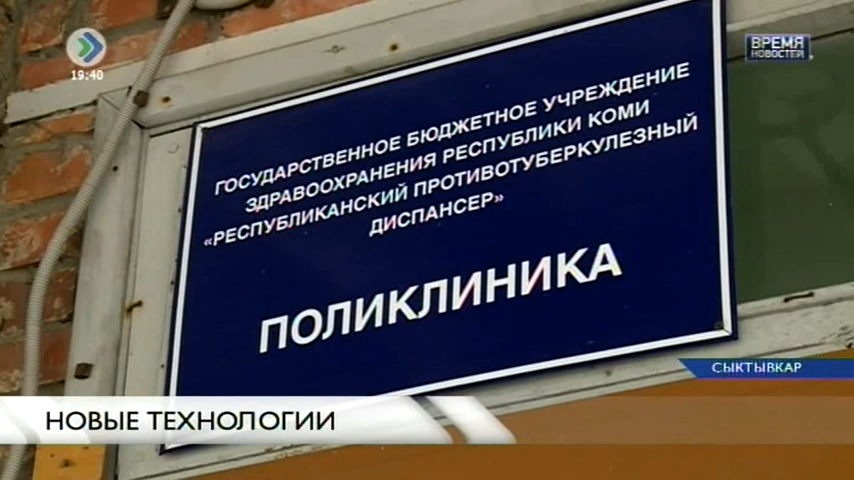 19:40
ВРЕМЯ
НОВОСТЕЙ
ГОСУДАРСТВЕННОЕ БЮДЖЕТНОЕ УЧРЕЖДЕНИЕ
ЗДРАВООХРАНЕНИЯ РЕСПУБЛИКИ КОМИ
«РЕСПУБЛИКАНСКИЙ ПРОТИВОТУБЕРКУЛЕЗНЫЙ
ДИСПАНСЕР»
ПОЛИКЛИНИКА
СЫКТЫВКАР
НОВЫЕ ТЕХНОЛОГИИ